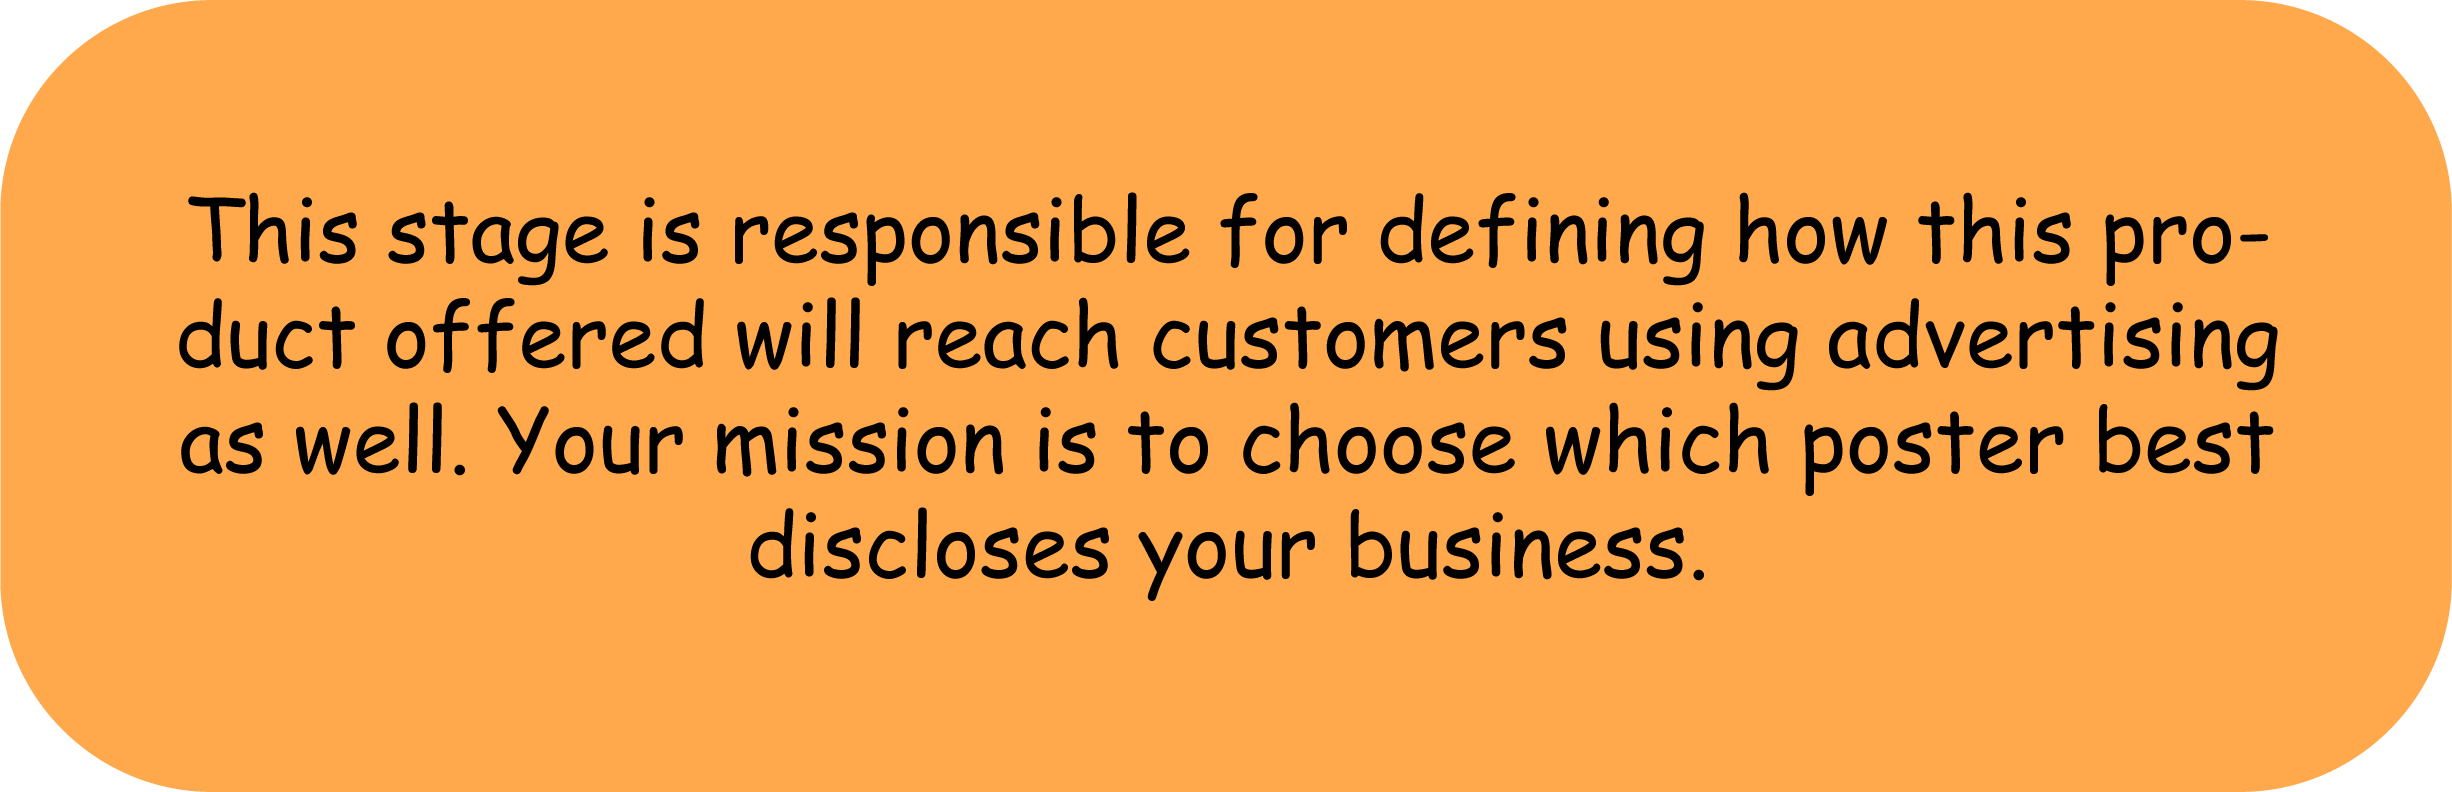 This stage is responsible for defining how this pro-
duct offered will reach customers using advertising
as well. Your mission is to choose which poster best
discloses your business.